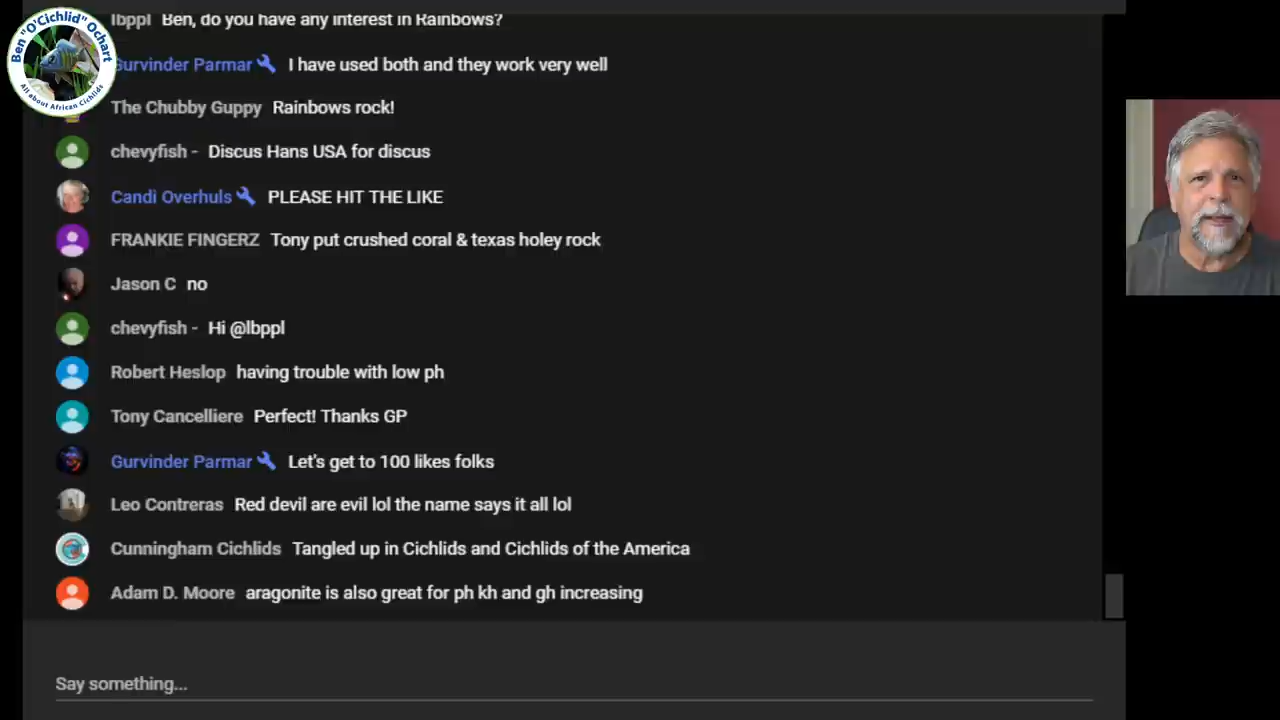 Ben "O'Cichlid" Ochart
All about African Cichlids
lbppl Ben, do you have any interest in Rainbows?
Gurvinder Parmar I have used both and they work very well
The Chubby Guppy Rainbows rock!
chevyfish - Discus Hans USA for discus
Candi Overhuls PLEASE HIT THE LIKE
FRANKIE FINGERZ Tony put crushed coral & texas holey rock
Jason C no
chevyfish - Hi @lbppl
Robert Heslop having trouble with low ph
Tony Cancelliere Perfect! Thanks GP
Gurvinder Parmar Let's get to 100 likes folks
Leo Contreras Red devil are evil lol the name says it all lol
Cunningham Cichlids Tangled up in Cichlids and Cichlids of the America
Adam D. Moore aragonite is also great for ph kh and gh increasing
Say something...